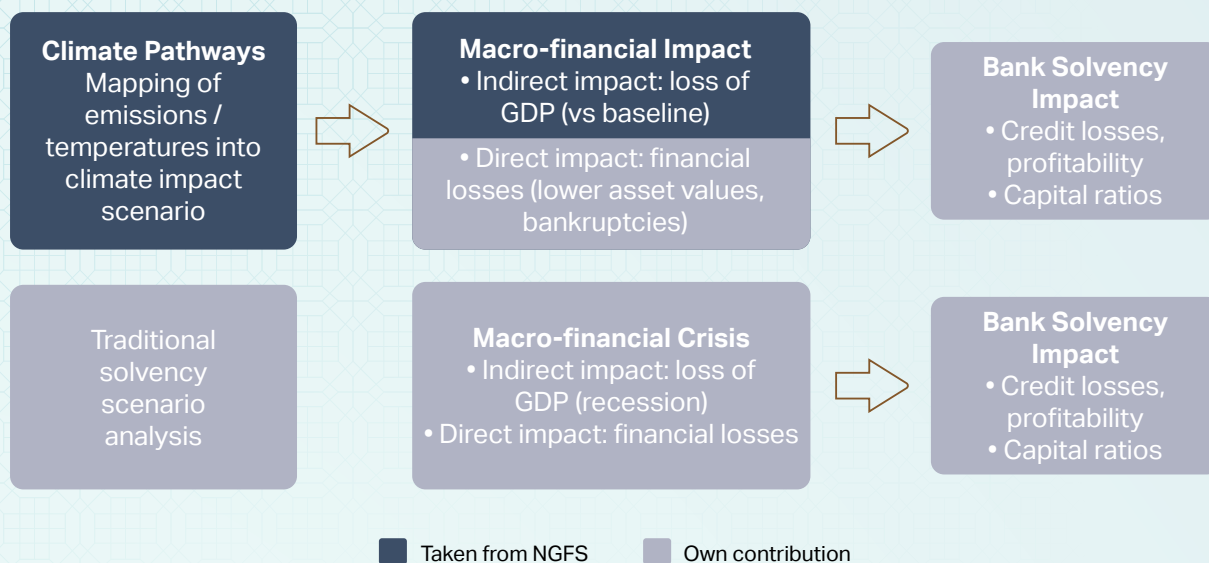 Climate Pathways
Mapping of
emissions /
temperatures into
climate impact
scenario
Macro-financial Impact
• Indirect impact: loss of
GDP (vs baseline)
• Direct impact: financial
losses (lower asset values,
bankruptcies)
Bank Solvency
Impact
• Credit losses,
profitability
• Capital ratios
Traditional
solvency
scenario
analysis
Macro-financial Crisis
• Indirect impact: loss of
GDP (recession)
• Direct impact: financial losses
Bank Solvency
Impact
• Credit losses,
profitability
• Capital ratios
Taken from NGFS
Own contribution